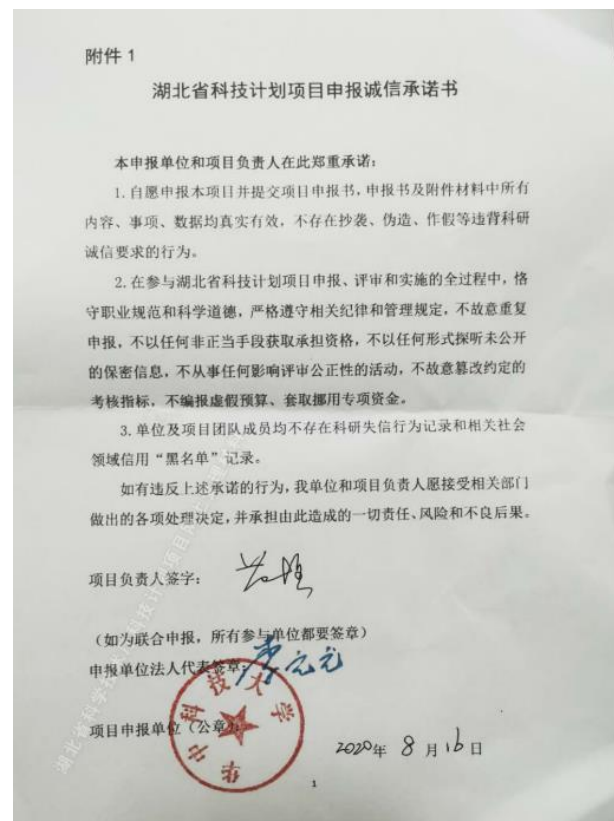 附件 1
湖北省科技计划项目申报诚信承诺书
本申报单位和项目负责人在此郑重承诺：
1.自愿申报本项目并提交项目申报书，申报书及附件材料中所有
内容、事项、数据均真实有效，不存在抄袭、伪造、作假等违背科研
诚信要求的行为。
2.在参与湖北省科技计划项目申报、评审和实施的全过程中，恪
守职业规范和科学道德，严格遵守相关纪律和管理规定，不故意重复
申报，不以任何非正当手段获取承担资格，不以任何形式探听未公开
的保密信息，不从事任何影响评审公正性的活动，不故意篡改约定的
考核指标，不编报虚假预算、套取挪用专项资金。
3.单位及项目团队成员均不存在科研失信行为记录和相关社会
领域信用“黑名单”记录。
如有违反上述承诺的行为，我单位和项目负责人愿接受相关部门
做出的各项处理决定，并承担由此造成的一切责任、风险和不良后果。
项目负责人签字：
（如为联合申报，所有参与单位都要签章）
申报单位法人代表签章：元元
项目申报单位（公章）
华中科技大学
2020年 8 月 16 日
1